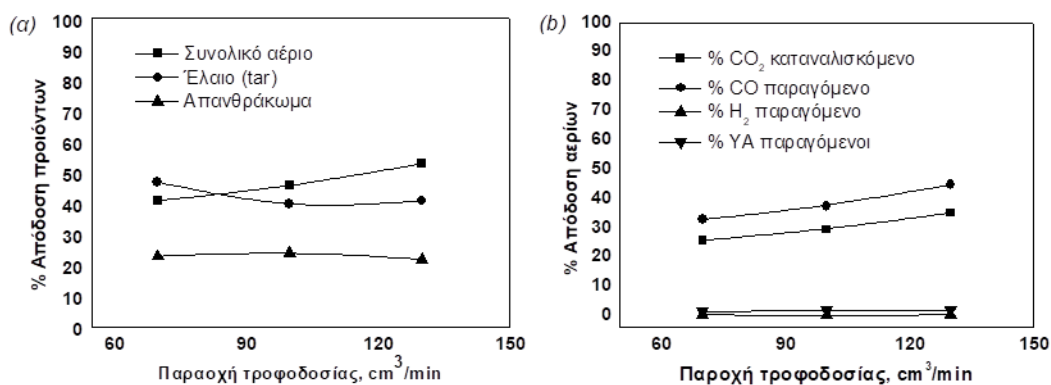 (α)
% Απόδοση προιόντων
100
90
80
70
60
50
40
30
20
10
0
Συνολικό αέριο
Έλαιο (tar)
Απανθράκωμα
60
90
120
150
Παραοχή τροφοδοσίας, cm³/min
(b)
% Απόδοση αερίων
100
90
80
70
60
50
40
30
20
10
0
% CO₂ καταναλισκόμενο
% CO παραγόμενο
% H₂ παραγόμενο
% ΥΑ παραγόμενοι
60
90
120
150
Παροχή τροφοδοσίας, cm³/min